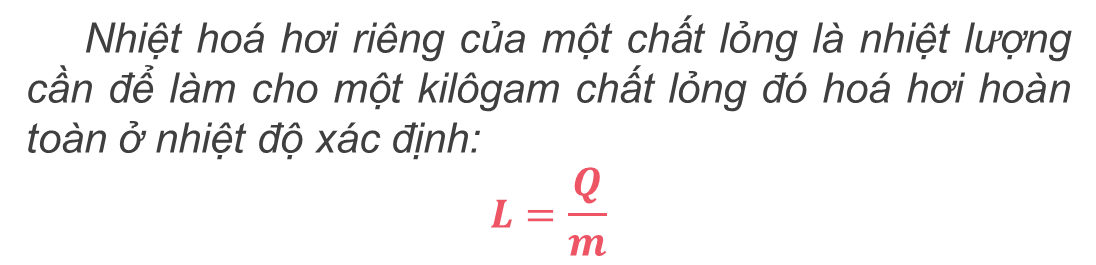 Nhiệt hoá hơi riêng của một chất lỏng là nhiệt lượng
cần để làm cho một kilôgam chất lỏng đó hoá hơi hoàn
toàn ở nhiệt độ xác định:
L = Q/m